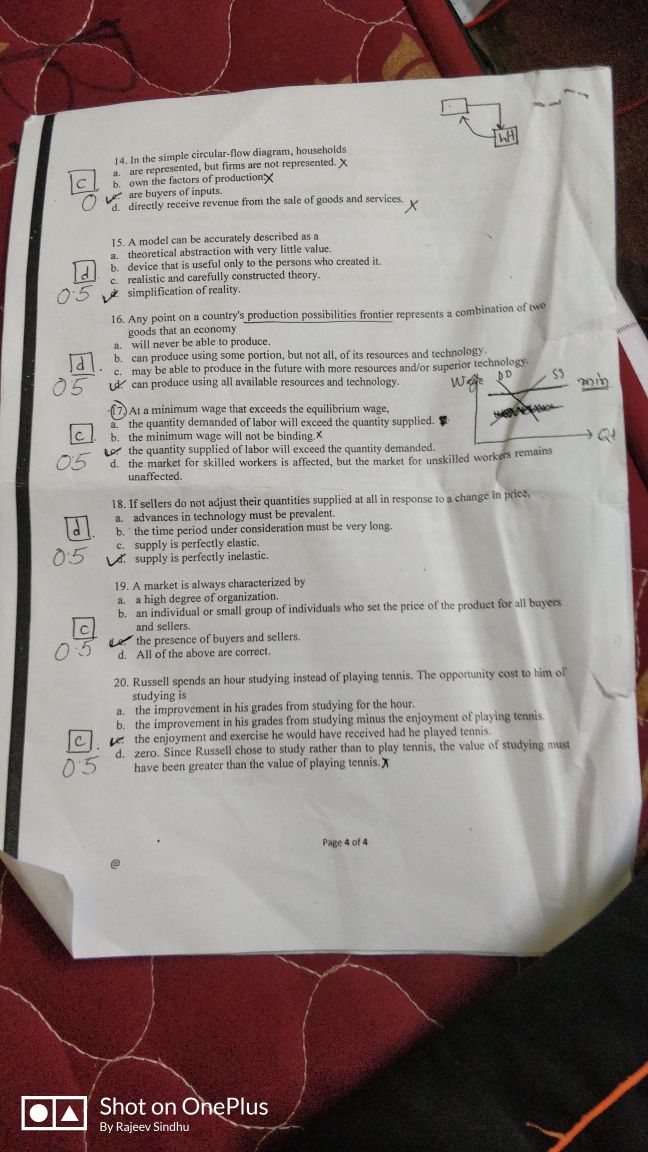 WH
14. In the simple circular-flow diagram, households
a. are represented, but firms are not represented. X
b. own the factors of production X
c. are buyers of inputs.
d. directly receive revenue from the sale of goods and services. X
c
0
15. A model can be accurately described as a
a. theoretical abstraction with very little value.
b. device that is useful only to the persons who created it.
c. realistic and carefully constructed theory.
d. simplification of reality.
d
0.5
16. Any point on a country's production possibilities frontier represents a combination of two
goods that an economy
a. will never be able to produce.
b. can produce using some portion, but not all, of its resources and technology.
c. may be able to produce in the future with more resources and/or superior technology.
d. can produce using all available resources and technology.
d.
05
Wage DD SS min
Qt
17. At a minimum wage that exceeds the equilibrium wage,
a. the quantity demanded of labor will exceed the quantity supplied.
b. the minimum wage will not be binding. X
c. the quantity supplied of labor will exceed the quantity demanded.
d. the market for skilled workers is affected, but the market for unskilled workers remains
unaffected.
c.
05
18. If sellers do not adjust their quantities supplied at all in response to a change in price,
a. advances in technology must be prevalent.
b. the time period under consideration must be very long.
c. supply is perfectly elastic.
d. supply is perfectly inelastic.
d.
0.5
19. A market is always characterized by
a. a high degree of organization.
b. an individual or small group of individuals who set the price of the product for all buyers
and sellers.
c. the presence of buyers and sellers.
d. All of the above are correct.
c
0.5
20. Russell spends an hour studying instead of playing tennis. The opportunity cost to him of
studying is
a. the improvement in his grades from studying for the hour.
b. the improvement in his grades from studying minus the enjoyment of playing tennis.
c. the enjoyment and exercise he would have received had he played tennis.
d. zero. Since Russell chose to study rather than to play tennis, the value of studying must
have been greater than the value of playing tennis. X
c.
0.5
Page 4 of 4
@
Shot on OnePlus
By Rajeev Sindhu